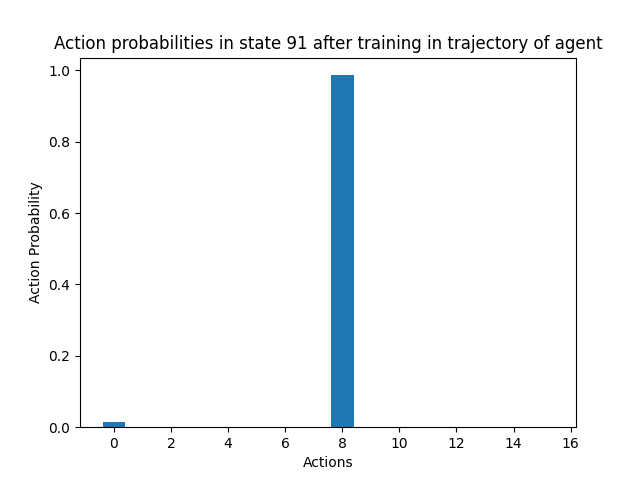 Action probabilities in state 91 after training in trajectory of agent
1.0
0.8
0.6
0.4
0.2
0.0
Action Probability
0 2 4 6 8 10 12 14 16
Actions